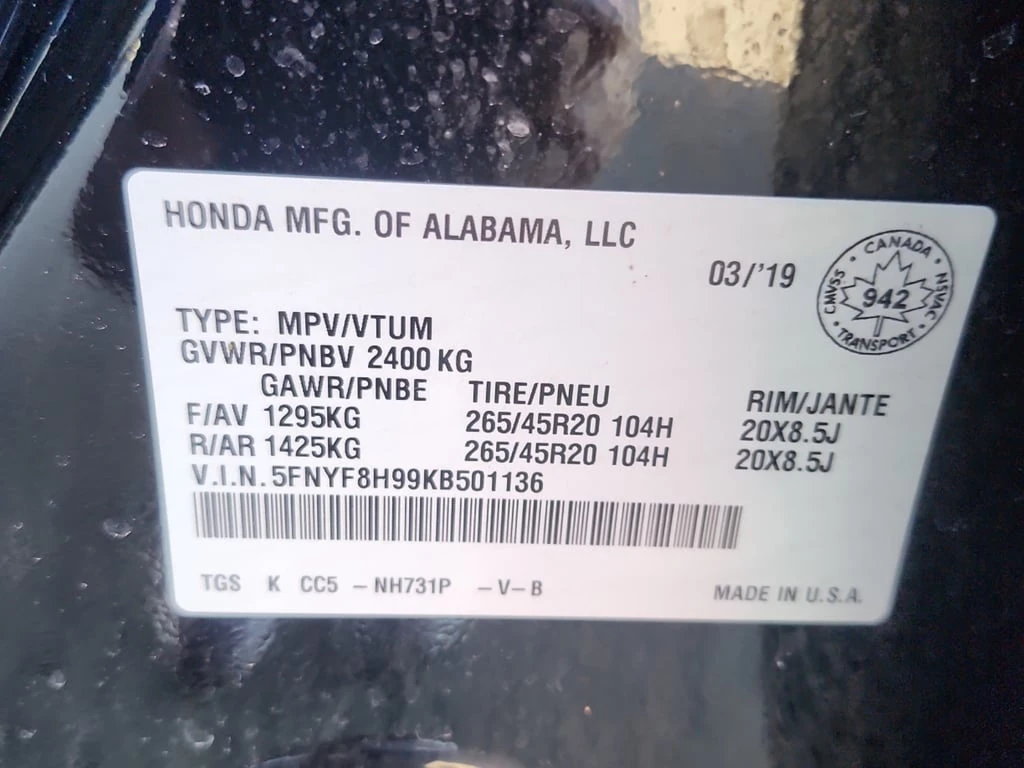 HONDA MFG. OF ALABAMA, LLC
03/'19
CANADA
CMVSS 942 NSVAC
TRANSPORT
TYPE: MPV/VTUM
GVWR/PNBV 2400 KG
GAWR/PNBE TIRE/PNEU RIM/JANTE
F/AV 1295KG 265/45R20 104H 20X8.5J
R/AR 1425KG 265/45R20 104H 20X8.5J
V.I.N. 5FNYF8H99KB501136
TGS K CC5 – NH731P – V – B MADE IN U.S.A.